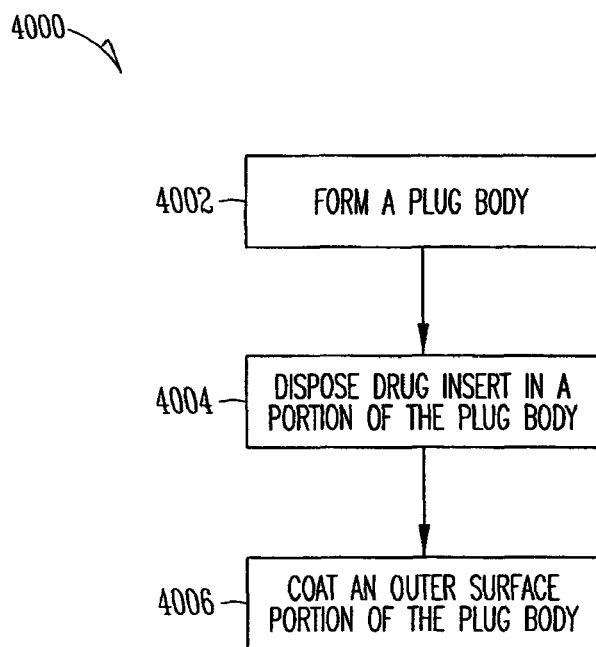 4000
4002
FORM A PLUG BODY
4004
DISPOSE DRUG INSERT IN A
PORTION OF THE PLUG BODY
4006
COAT AN OUTER SURFACE
PORTION OF THE PLUG BODY